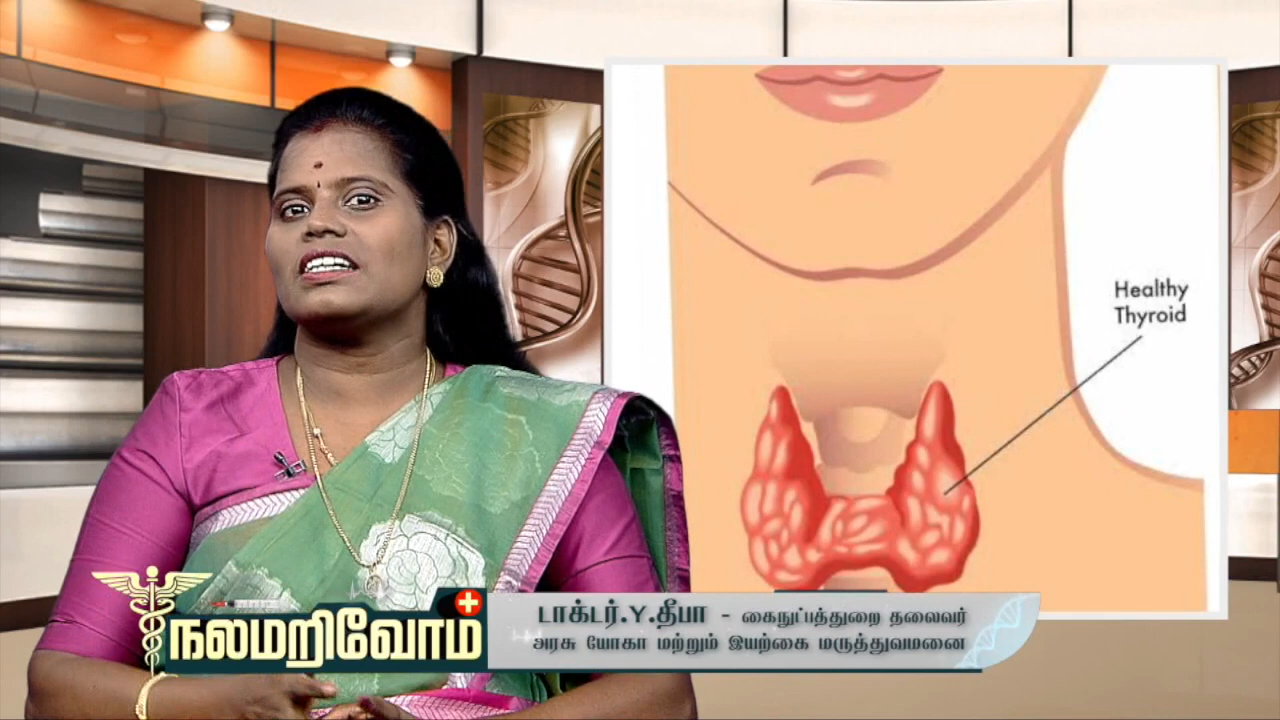 Healthy
Thyroid
நலமறிவோம்
டாக்டர்.Y.தீபா - கைநுட்பத்துறை தலைவர்
அரசு யோகா மற்றும் இயற்கை மருத்துவமனை